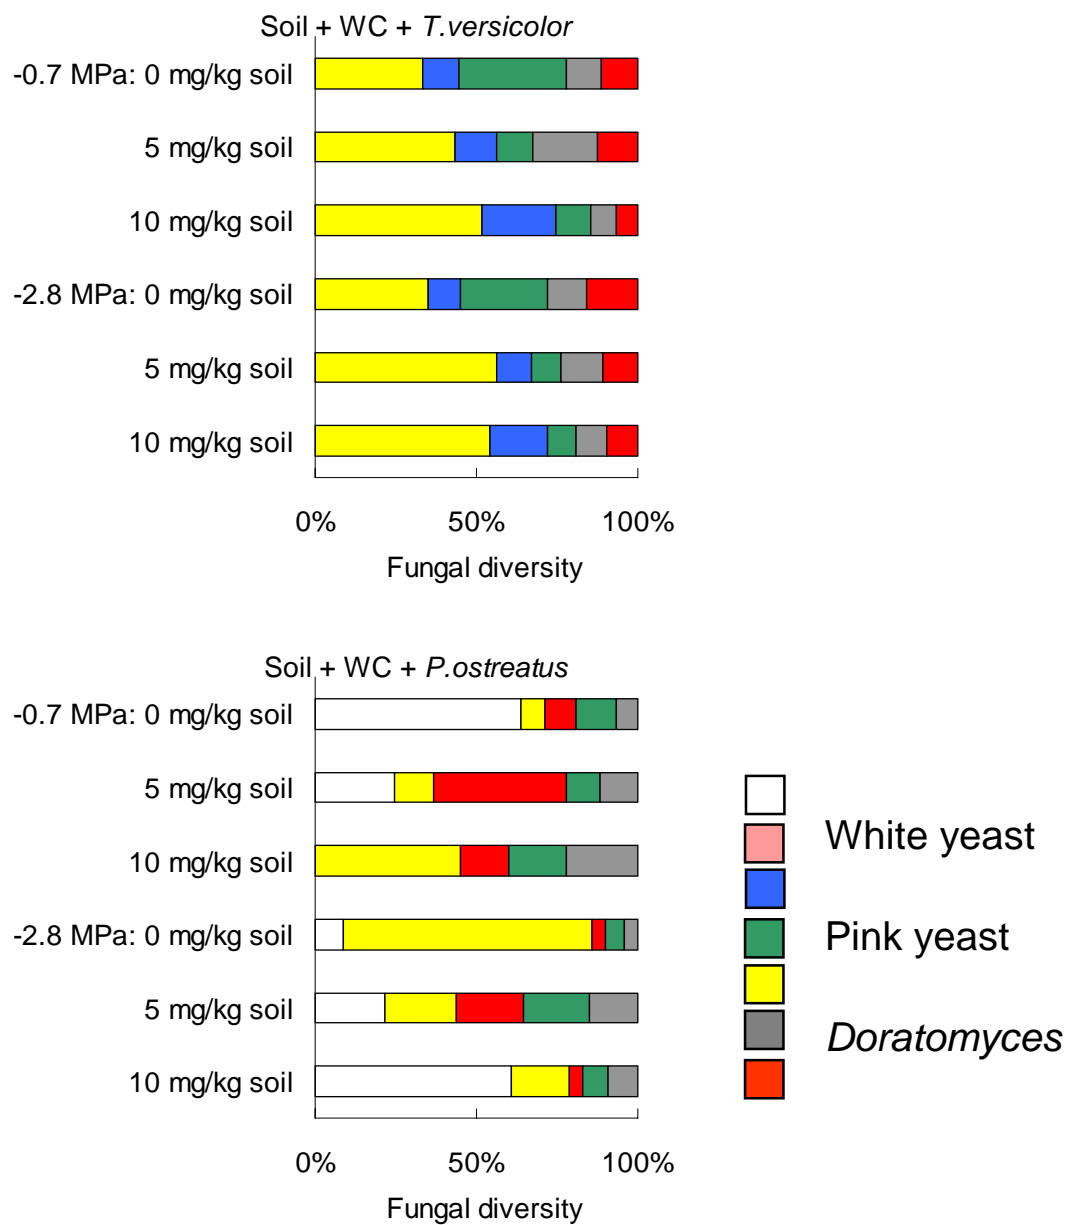 Soil + WC + T.versicolor
-0.7 MPa: 0 mg/kg soil
5 mg/kg soil
10 mg/kg soil
-2.8 MPa: 0 mg/kg soil
5 mg/kg soil
10 mg/kg soil
0% 50% 100%
Fungal diversity
Soil + WC + P.ostreatus
-0.7 MPa: 0 mg/kg soil
5 mg/kg soil
10 mg/kg soil
-2.8 MPa: 0 mg/kg soil
5 mg/kg soil
10 mg/kg soil
0% 50% 100%
Fungal diversity
White yeast
Pink yeast
Doratomyces